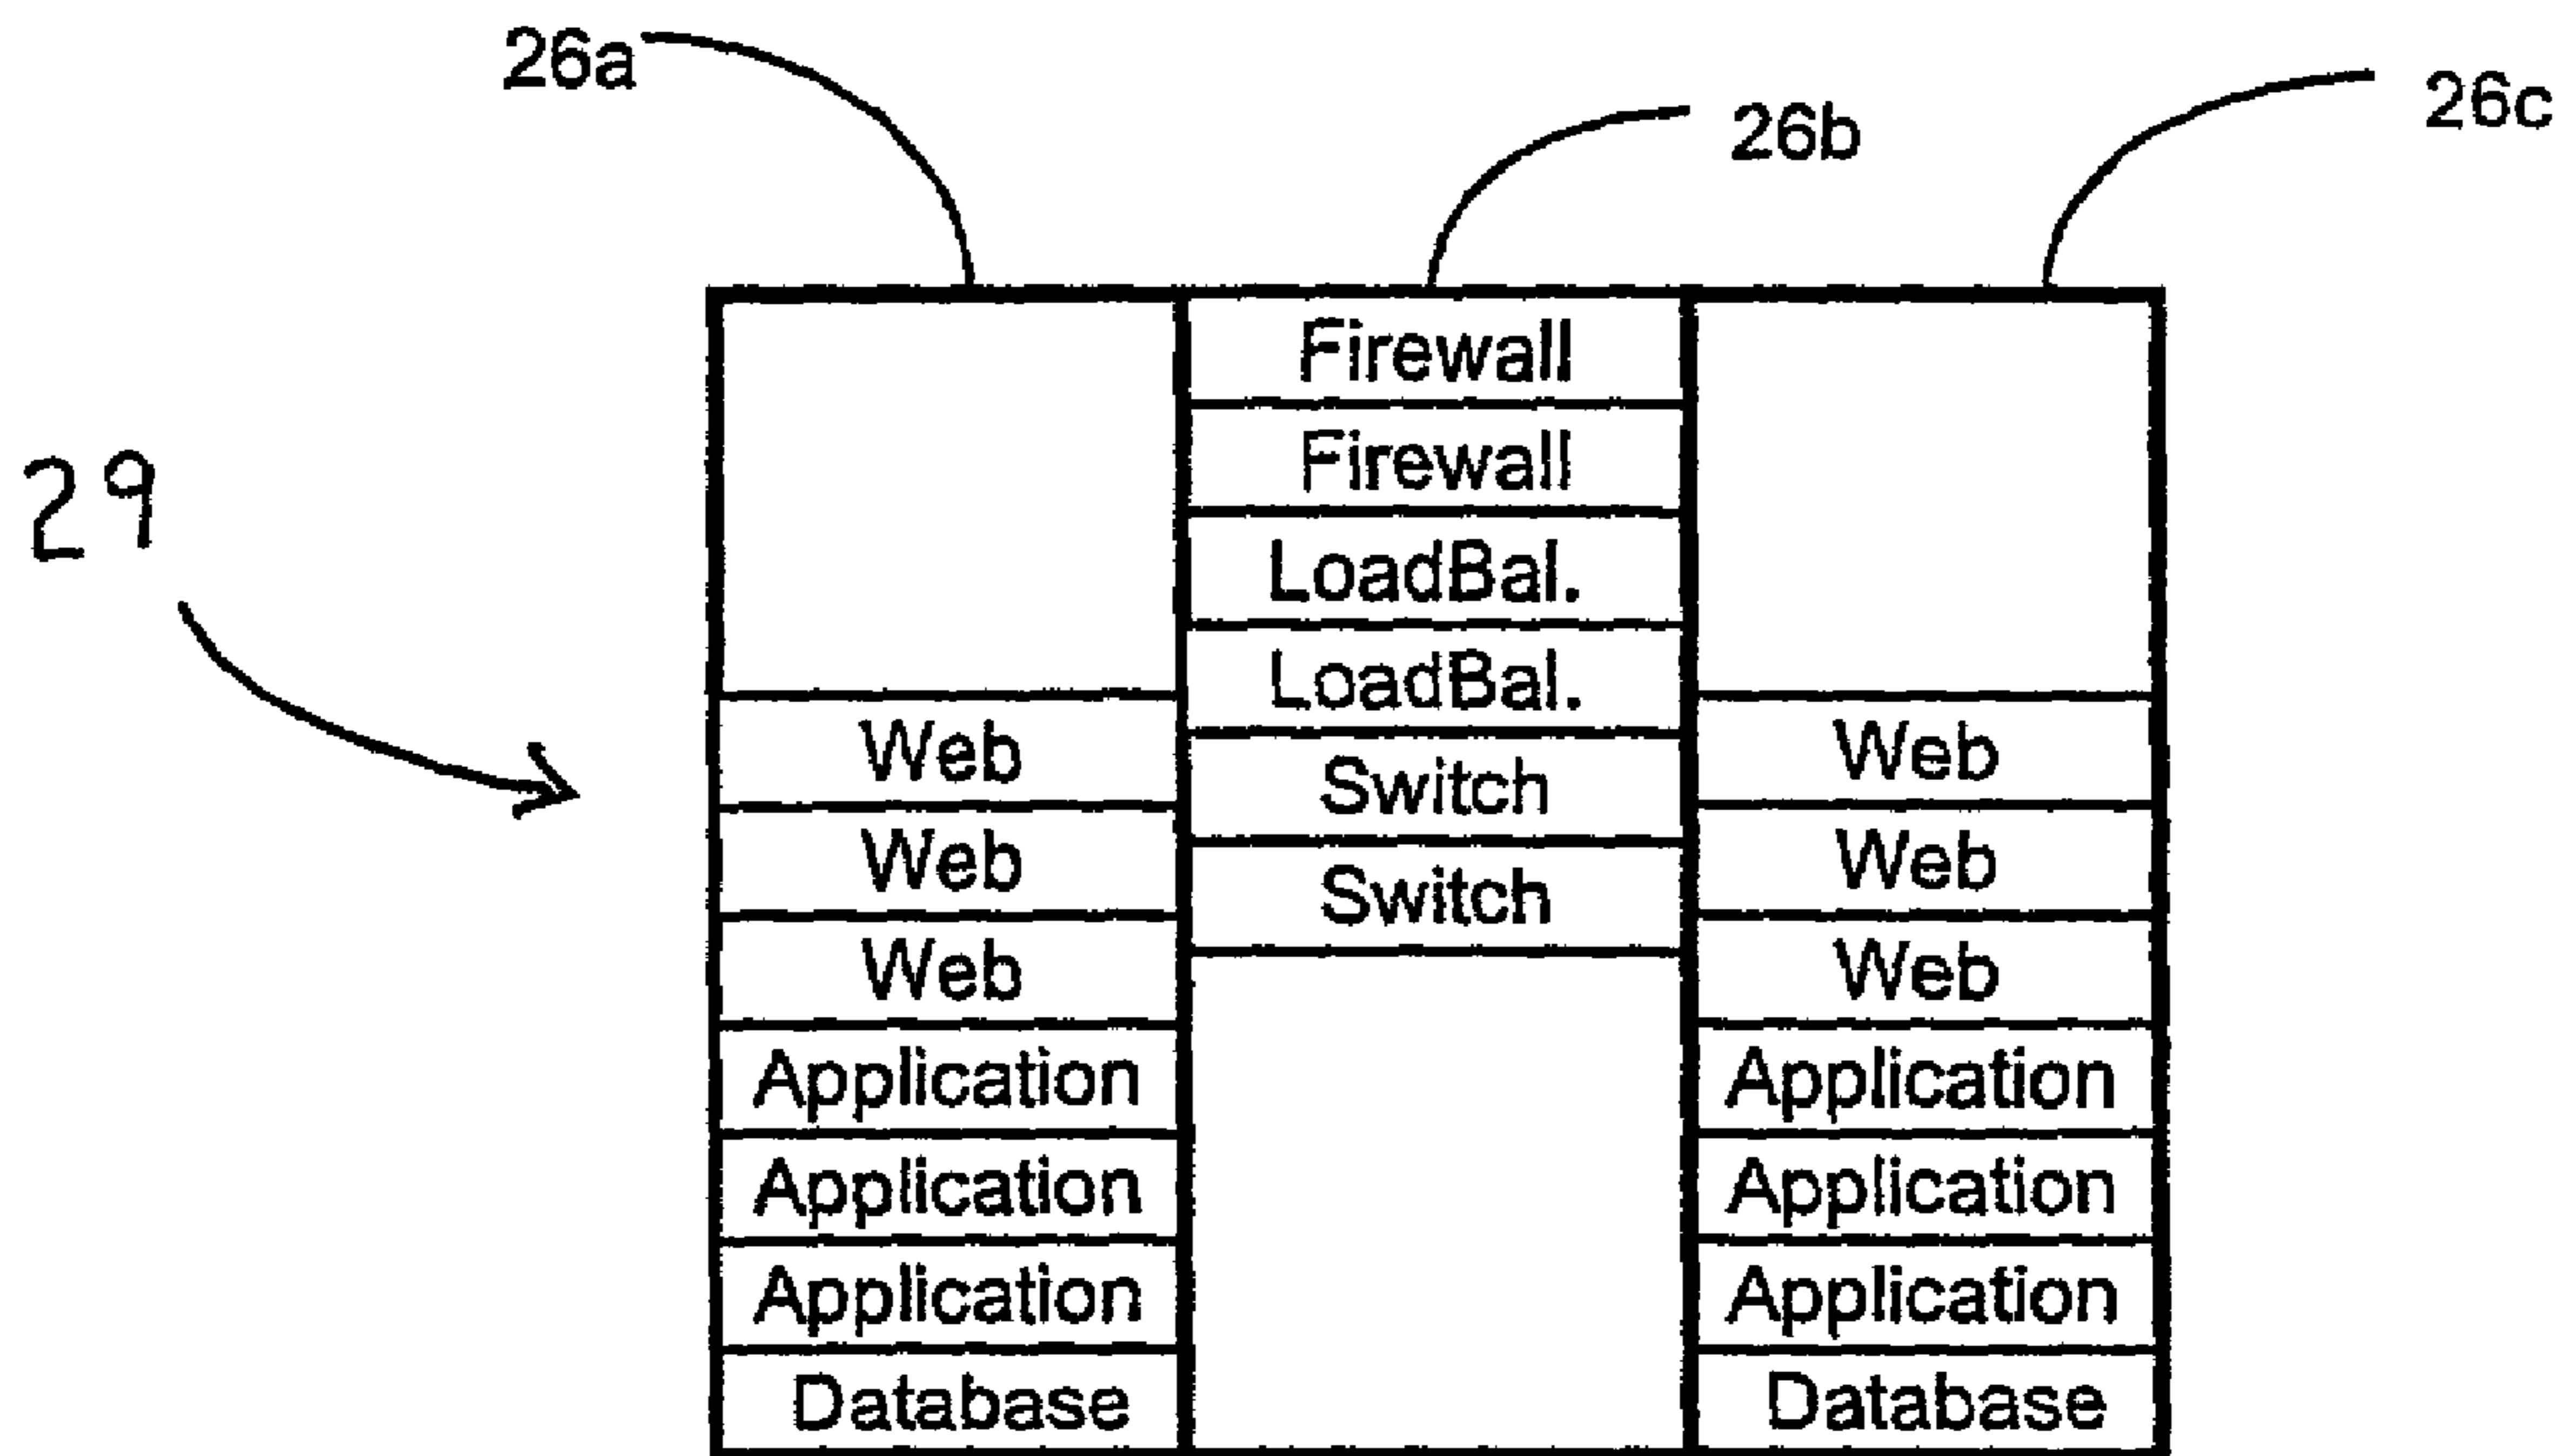 26a
26b
26c
29
Firewall
Firewall
LoadBal.
LoadBal.
Switch
Switch
Web
Web
Web
Application
Application
Application
Database
Web
Web
Web
Application
Application
Application
Database